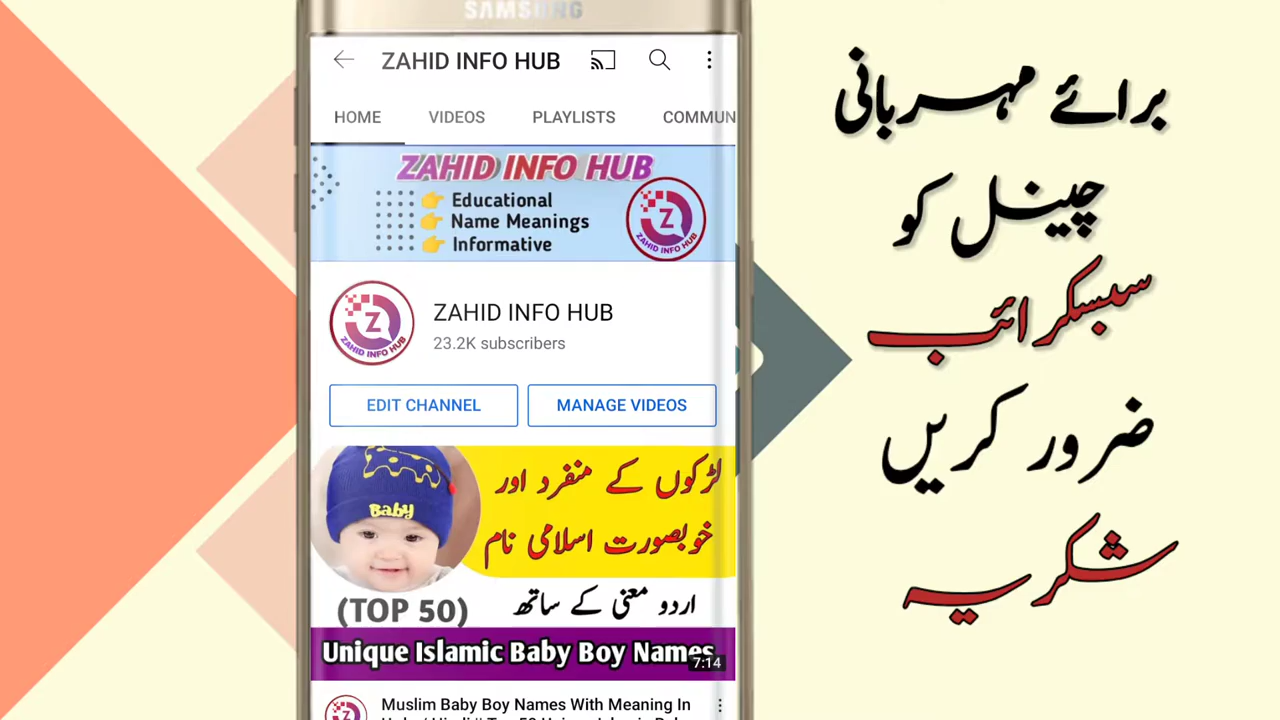 SAMSUNG
ZAHID INFO HUB
HOME VIDEOS PLAYLISTS COMMUN
ZAHID INFO HUB
Educational
Name Meanings
Informative
Z
ZAHID INFO HUB
Z
ZAHID INFO HUB
ZAHID INFO HUB
23.2K subscribers
EDIT CHANNEL MANAGE VIDEOS
Baby
لڑکوں کے منفرد اور
خوبصورت اسلامی نام
اردو معنی کے ساتھ
(TOP 50)
Unique Islamic Baby Boy Names
7:14
Muslim Baby Boy Names With Meaning In
برائے مہربانی
چینل کو
سبسکرائب
ضرور کریں
شکریہ